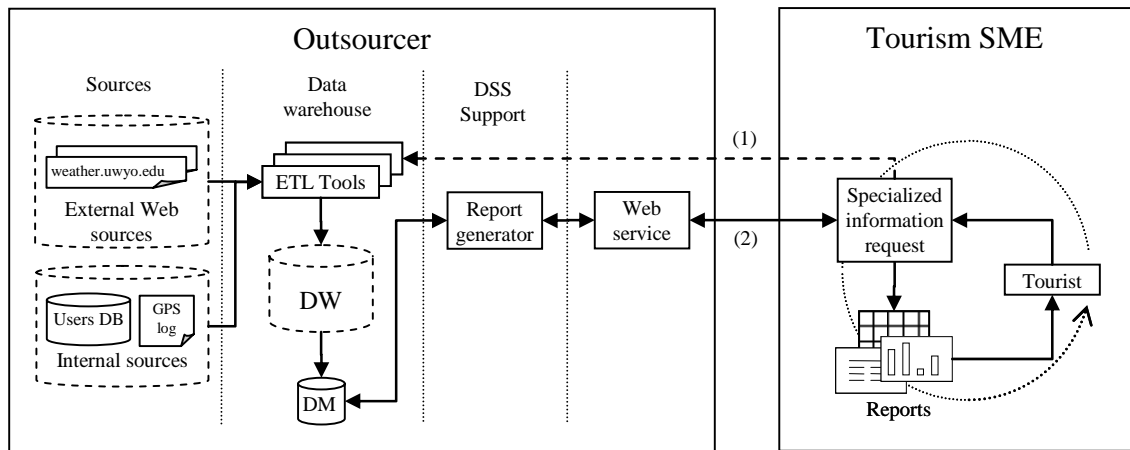 Outsourcer
Tourism SME
Sources
Data
warehouse
DSS
Support
weather.uwyo.edu
External Web
sources
ETL Tools
Users DB
GPS
log
Internal sources
DW
DM
Report
generator
Web
service
(1)
(2)
Specialized
information
request
Tourist
Reports